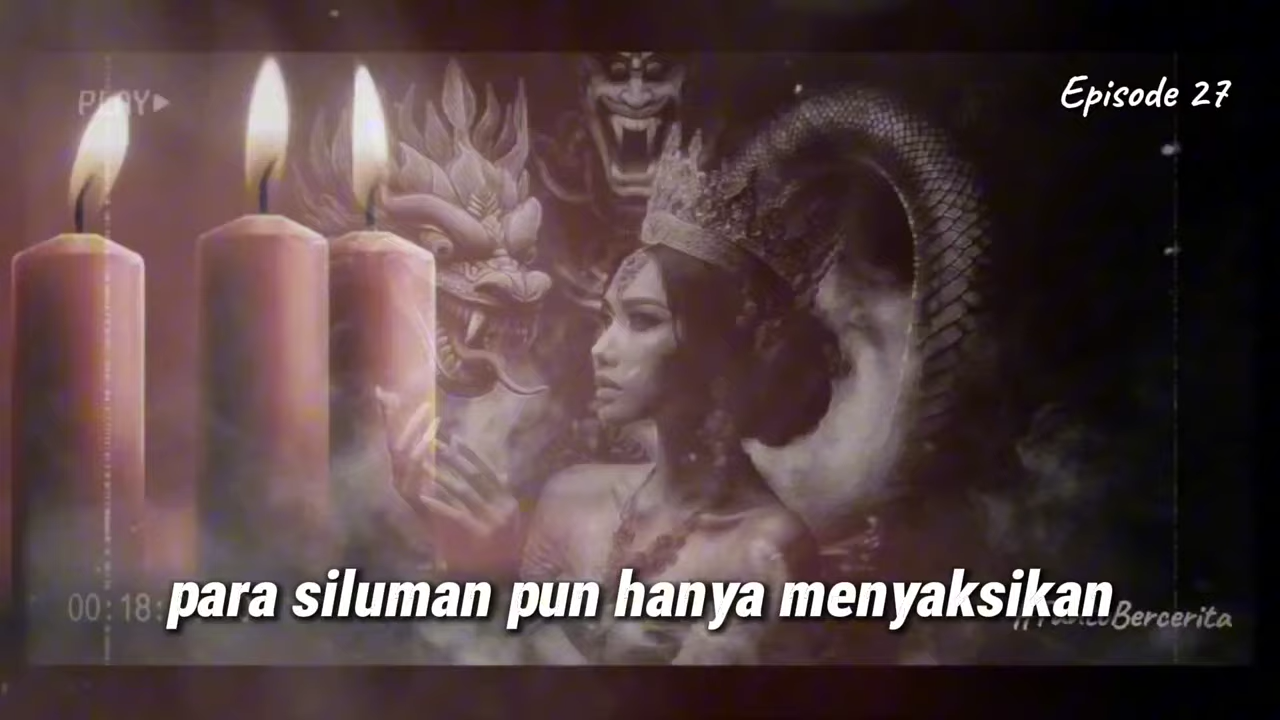 PLAY
Episode 27
para siluman pun hanya menyaksikan
00:18:
Bercerita